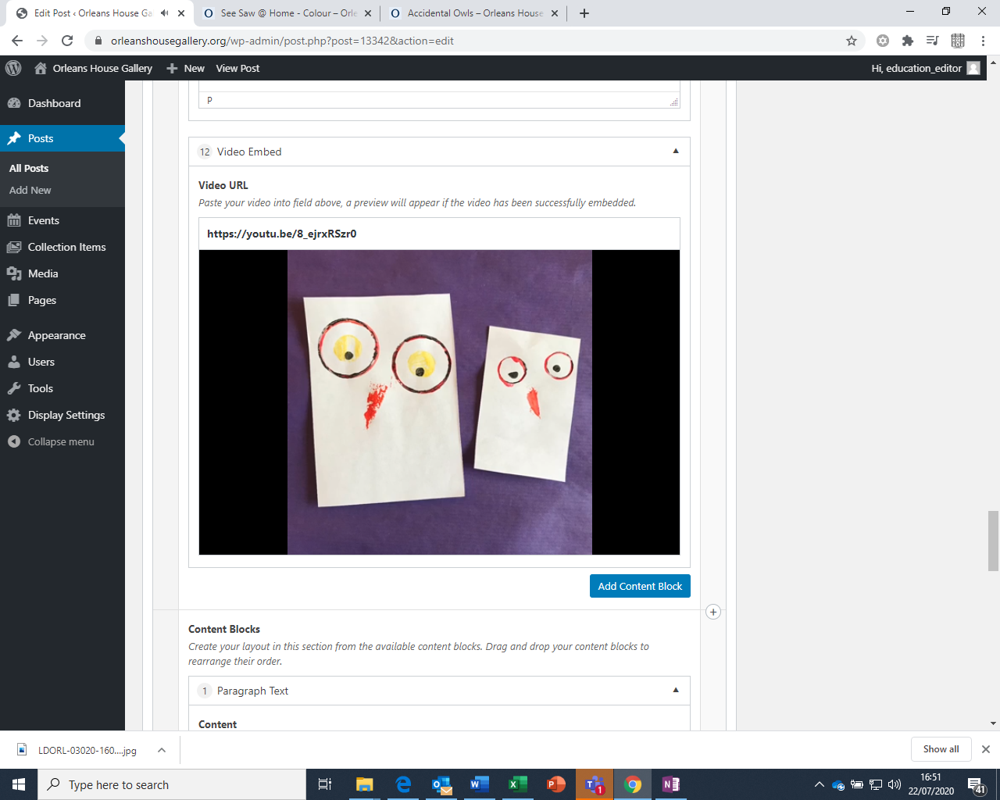 Edit Post ‹ Orleans House Ga
See Saw @ Home - Colour – Orle
Accidental Owls – Orleans House
orleanshousegallery.org/wp-admin/post.php?post=13342&action=edit
Orleans House Gallery
New
View Post
Hi, education_editor
Dashboard
Posts
All Posts
Add New
Events
Collection Items
Media
Pages
Appearance
Users
Tools
Display Settings
Collapse menu
P
12 Video Embed
Video URL
Paste your video into field above, a preview will appear if the video has been successfully embedded.
https://youtu.be/8_ejrxRSzr0
Add Content Block
Content Blocks
Create your layout in this section from the available content blocks. Drag and drop your content blocks to
rearrange their order.
1 Paragraph Text
Content
LDORL-03020-160....jpg
Show all
Type here to search
16:51
22/07/2020
41